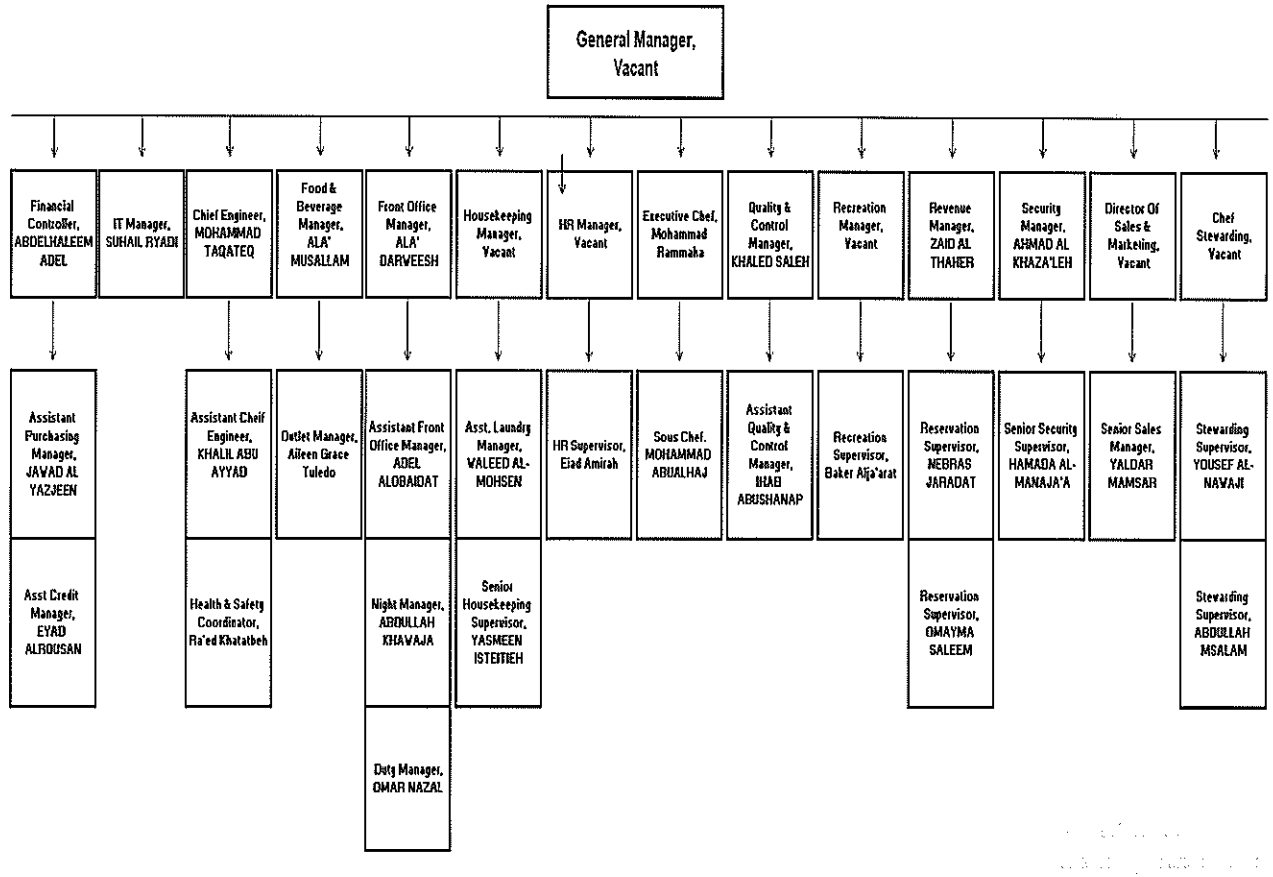 General Manager,
Vacant
Financial
Controller,
ABDELHALEEM
ADEL
IT Manager,
SUHAIL RYADI
Chief Engineer,
MOHAMMAD
TAQATEQ
Food &
Beverage
Manager,
ALA'
MUSALLAM
Front Office
Manager,
ALA'
DARWEESH
Housekeeping
Manager,
Vacant
HR Manager,
Vacant
Executive Chef,
Mohammad
Rammaha
Quality &
Control
Manager,
KHALED SALEH
Recreation
Manager,
Vacant
Revenue
Manager,
ZAID AL
THAHER
Security
Manager,
AHMAD AL
KHAZA'LEH
Director Of
Sales &
Marketing,
Vacant
Chef
Stewarding,
Vacant
Assistant
Purchasing
Manager,
JAWAD AL
YAZJEEN
Assistant Cheif
Engineer,
KHALIL ABU
AYYAD
Outlet Manager,
Aileen Grace
Tuledo
Assistant Front
Office Manager,
ADEL
ALOBAIDAT
Asst. Laundry
Manager,
WALEED AL-
MOHSEN
HR Supervisor,
Eiad Amirah
Sous Chef.
MOHAMMAD
ABUALHAJ
Assistant
Quality &
Control
Manager,
IHAB
ABUSHANAP
Recreation
Supervisor,
Baker Alja'arat
Reservation
Supervisor,
NEBRAS
JARADAT
Senior Security
Supervisor,
HAMADA AL-
MANAJA'A
Senior Sales
Manager,
YALDAR
MAMSAR
Stewarding
Supervisor,
YOUSEF AL-
NAWAJI
Asst Credit
Manager,
EYAD
ALROUSAN
Health & Safety
Coordinator,
Ra'ed Khatatbeh
Night Manager,
ABDULLAH
KHAWAJA
Senior
Housekeeping
Supervisor,
YASMEEN
ISTEITIEH
Reservation
Supervisor,
OMAYMA
SALEEM
Stewarding
Supervisor,
ABDULLAH
MSALAM
Duty Manager,
OMAR NAZAL